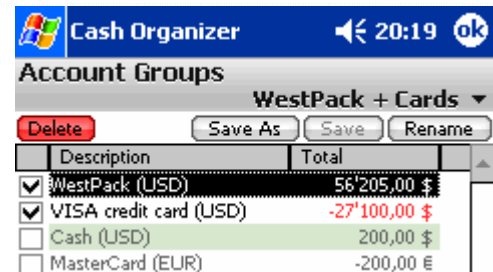 Cash Organizer 20:19 ok
Account Groups
WestPack + Cards
Delete Save As Save Rename
Description Total
WestPack (USD) 56'205,00 $
VISA credit card (USD) -27'100,00 $
Cash (USD) 200,00 $
MasterCard (EUR) -200,00 €